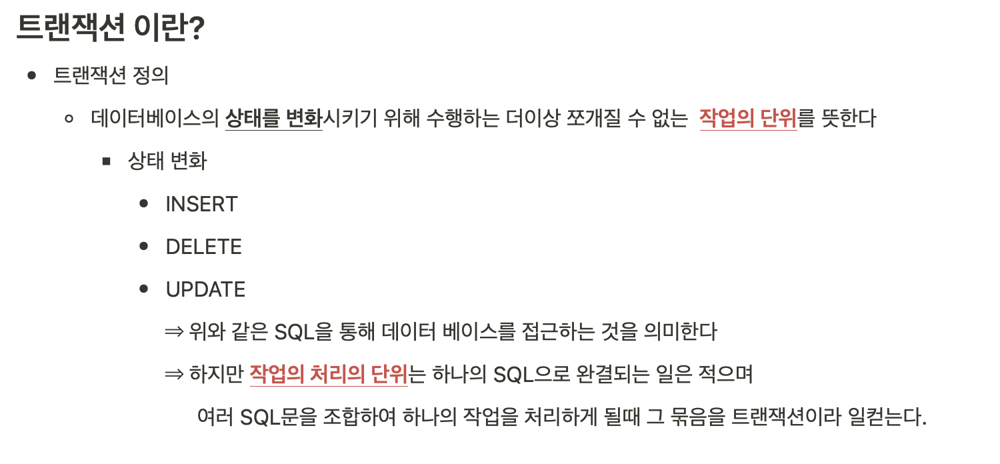 트랜잭션 이란?
• 트랜잭션 정의
◦ 데이터베이스의 상태를 변화시키기 위해 수행하는 더이상 쪼개질 수 없는 작업의 단위를 뜻한다
▪ 상태 변화
• INSERT
• DELETE
• UPDATE
⇒ 위와 같은 SQL을 통해 데이터 베이스를 접근하는 것을 의미한다
⇒ 하지만 작업의 처리의 단위는 하나의 SQL으로 완결되는 일은 적으며
여러 SQL문을 조합하여 하나의 작업을 처리하게 될때 그 묶음을 트랜잭션이라 일컫는다.